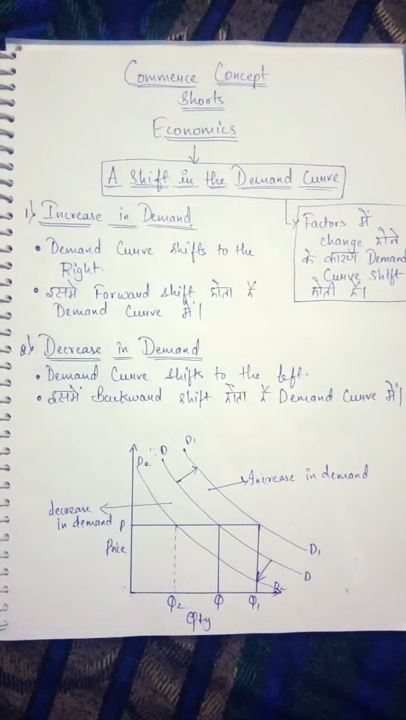 Commerce Concept
Shorts
Economics
A Shift in the Demand Curve
Factors में
change होने
के कारण Demand
Curve shift
होती हैं।
1) Increase in Demand
• Demand Curve shifts to the
Right.
• इसमें Forward shift होता है
Demand Curve में।
2) Decrease in Demand
• Demand Curve shifts to the left.
• इसमें Backward shift होता है Demand Curve में।
D2 D D1
Increase in demand
decrease
in demand
P
Price
D1
D
D2
Q2 Q Q1
Qty